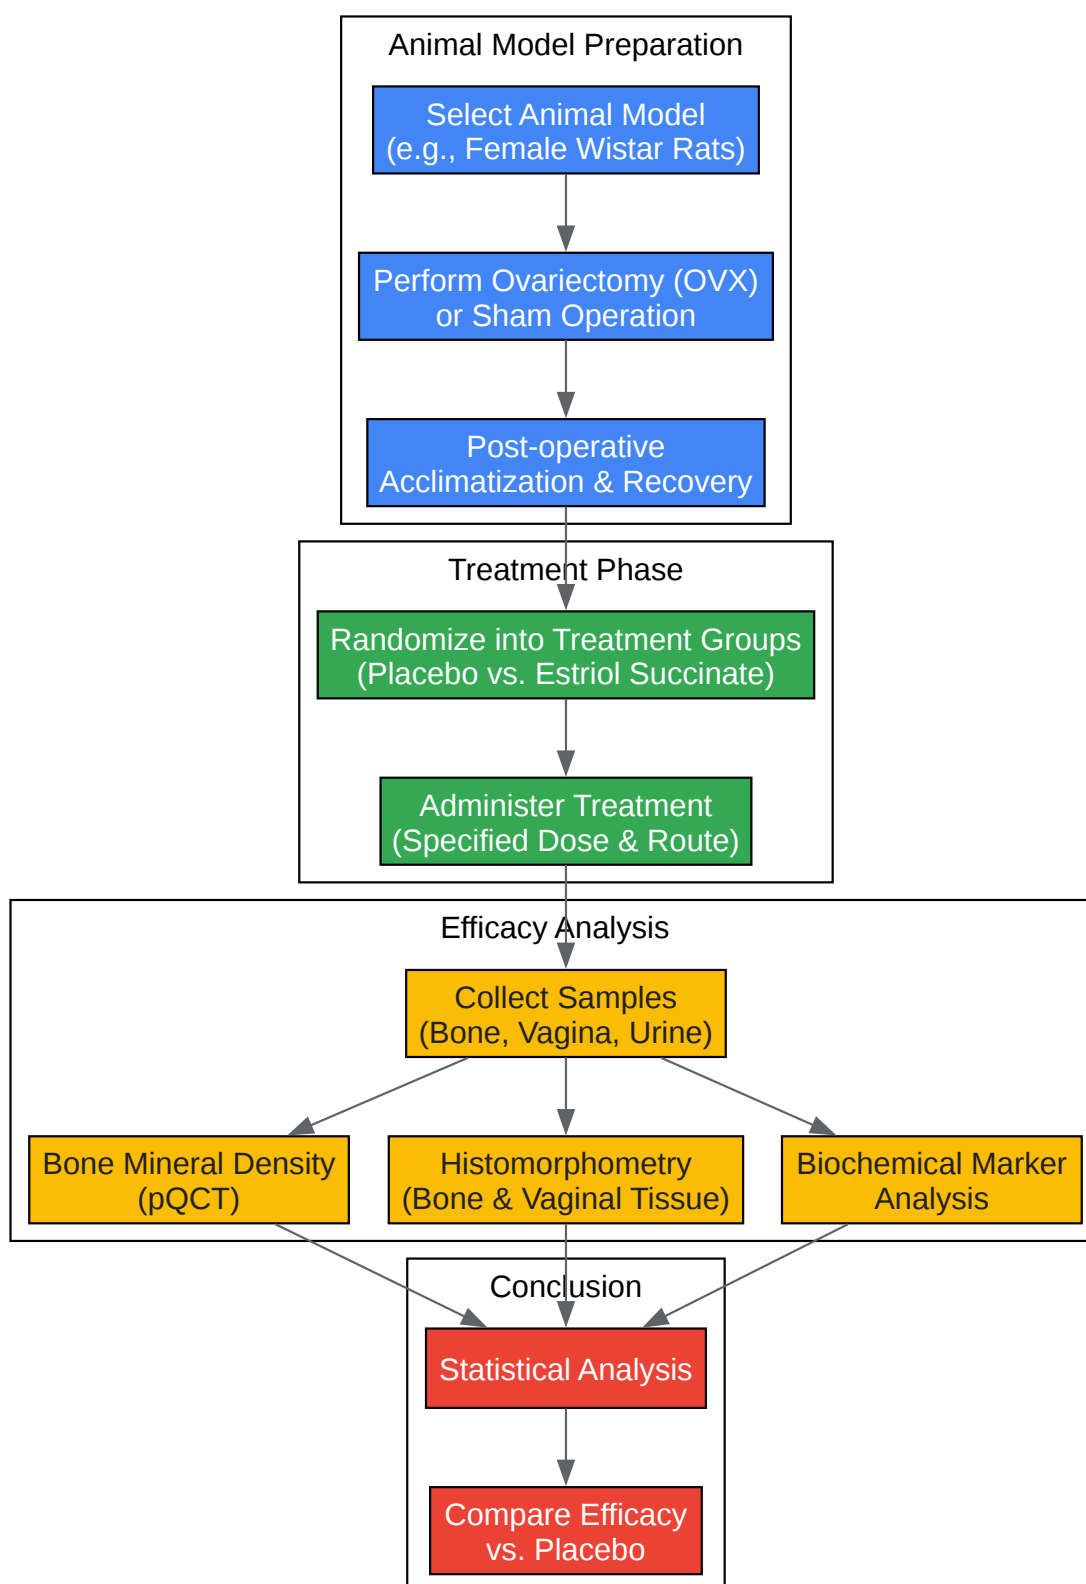 Animal Model Preparation
Select Animal Model
(e.g., Female Wistar Rats)
Perform Ovariectomy (OVX)
or Sham Operation
Post-operative
Acclimatization & Recovery
Treatment Phase
Randomize into Treatment Groups
(Placebo vs. Estriol Succinate)
Administer Treatment
(Specified Dose & Route)
Efficacy Analysis
Collect Samples
(Bone, Vagina, Urine)
Bone Mineral Density
(pQCT)
Histomorphometry
(Bone & Vaginal Tissue)
Biochemical Marker
Analysis
Conclusion
Statistical Analysis
Compare Efficacy
vs. Placebo